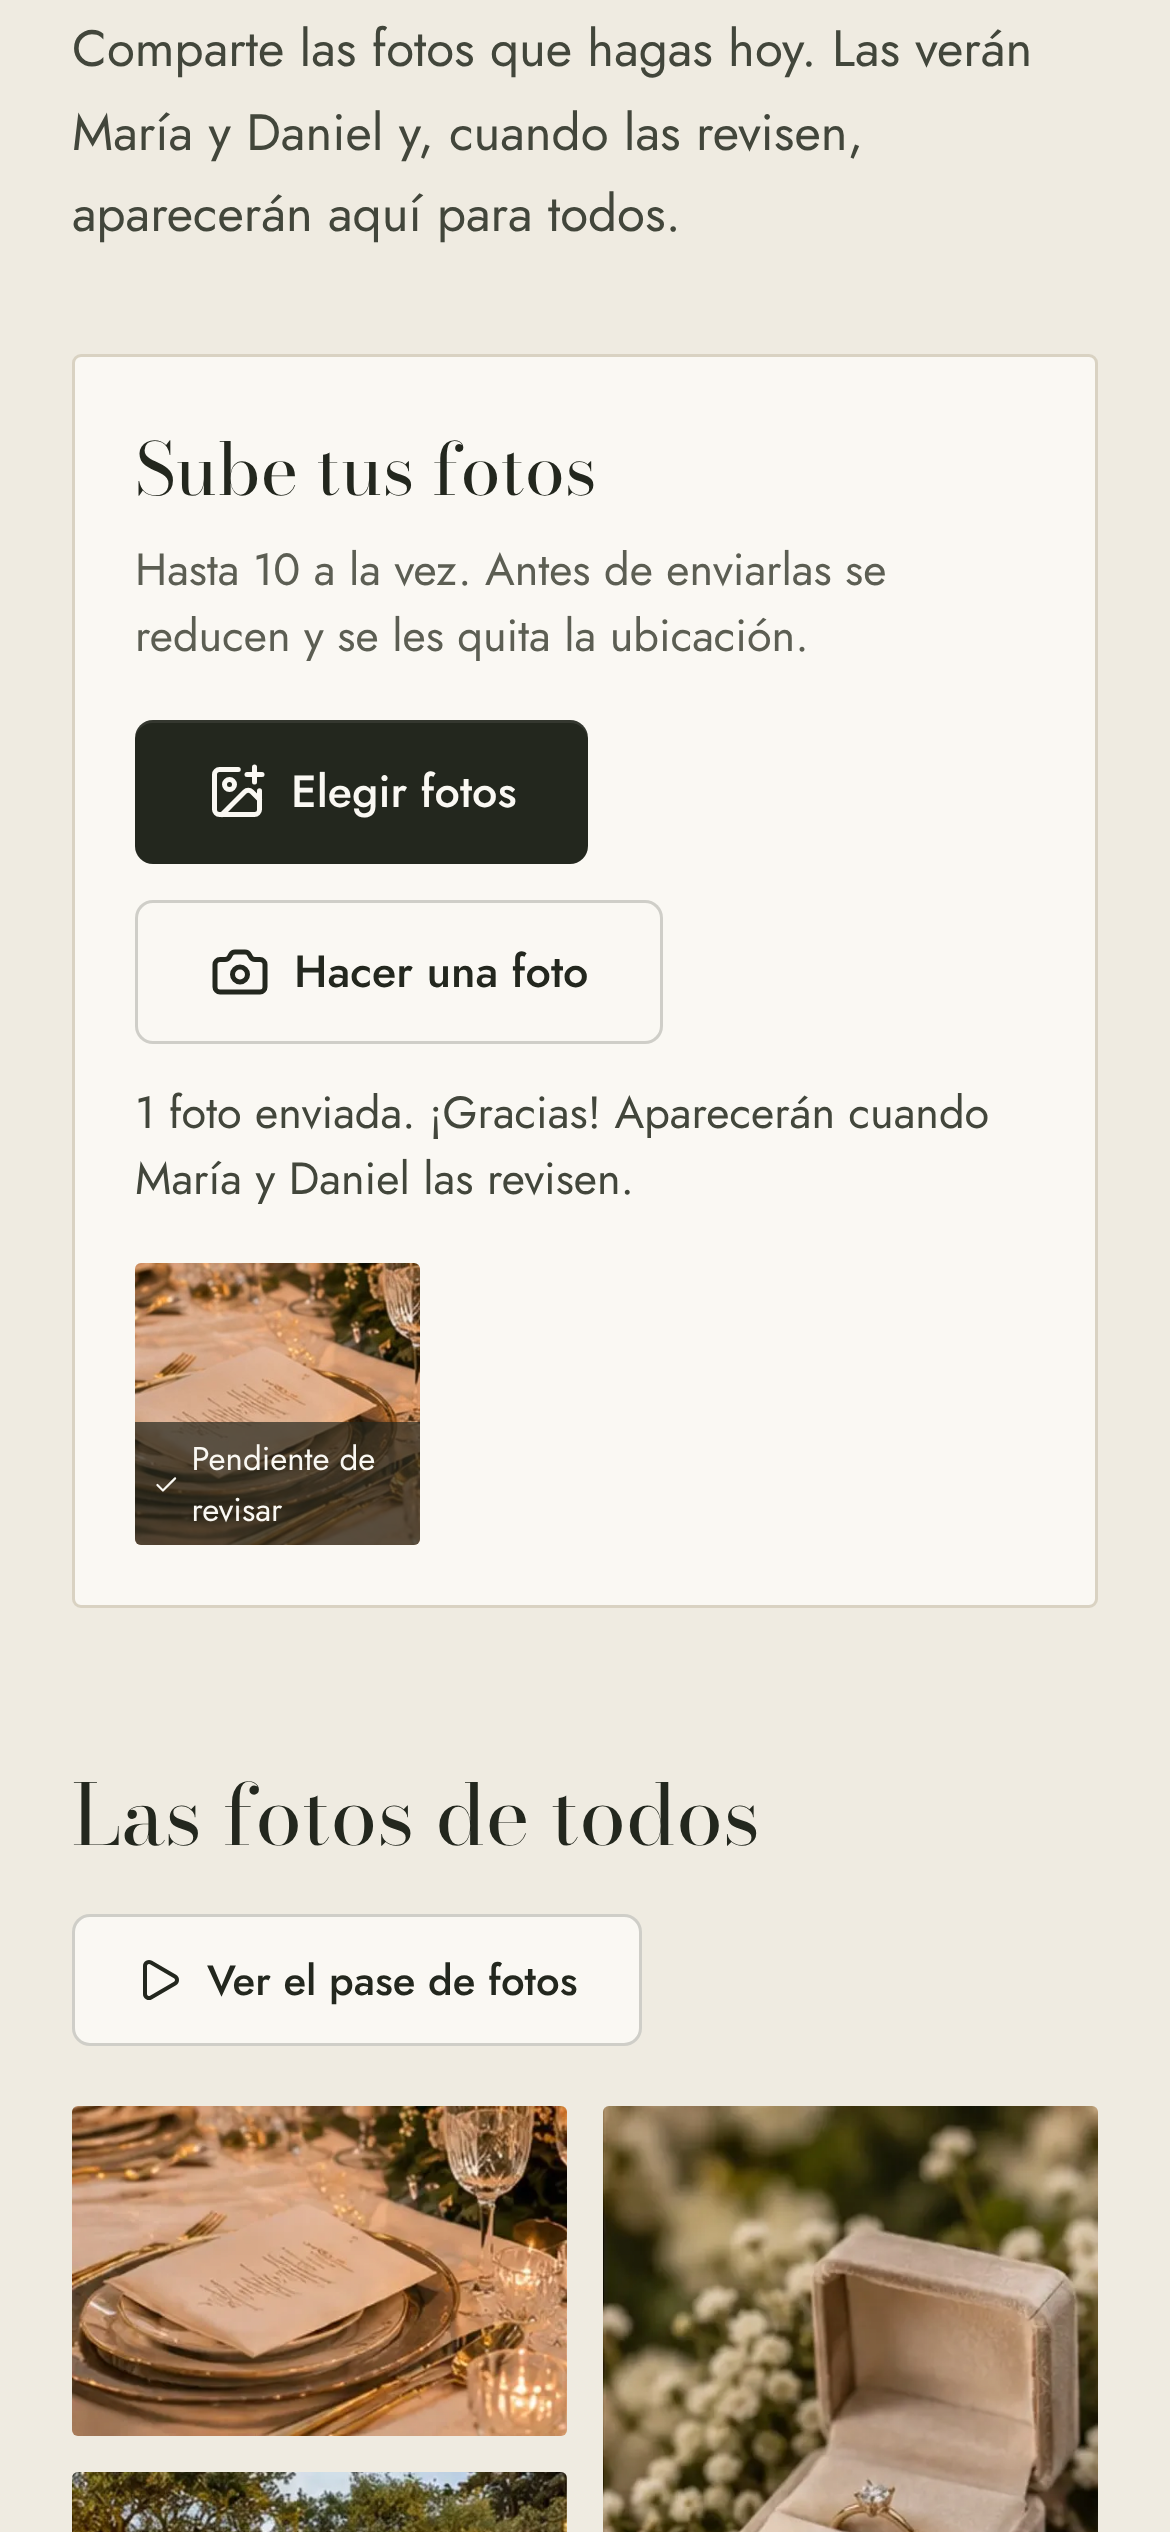 Comparte las fotos que hagas hoy. Las verán
María y Daniel y, cuando las revisen,
aparecerán aquí para todos.
Sube tus fotos
Hasta 10 a la vez. Antes de enviarlas se
reducen y se les quita la ubicación.
Elegir fotos
Hacer una foto
1 foto enviada. ¡Gracias! Aparecerán cuando
María y Daniel las revisen.
Pendiente de
revisar
Las fotos de todos
Ver el pase de fotos